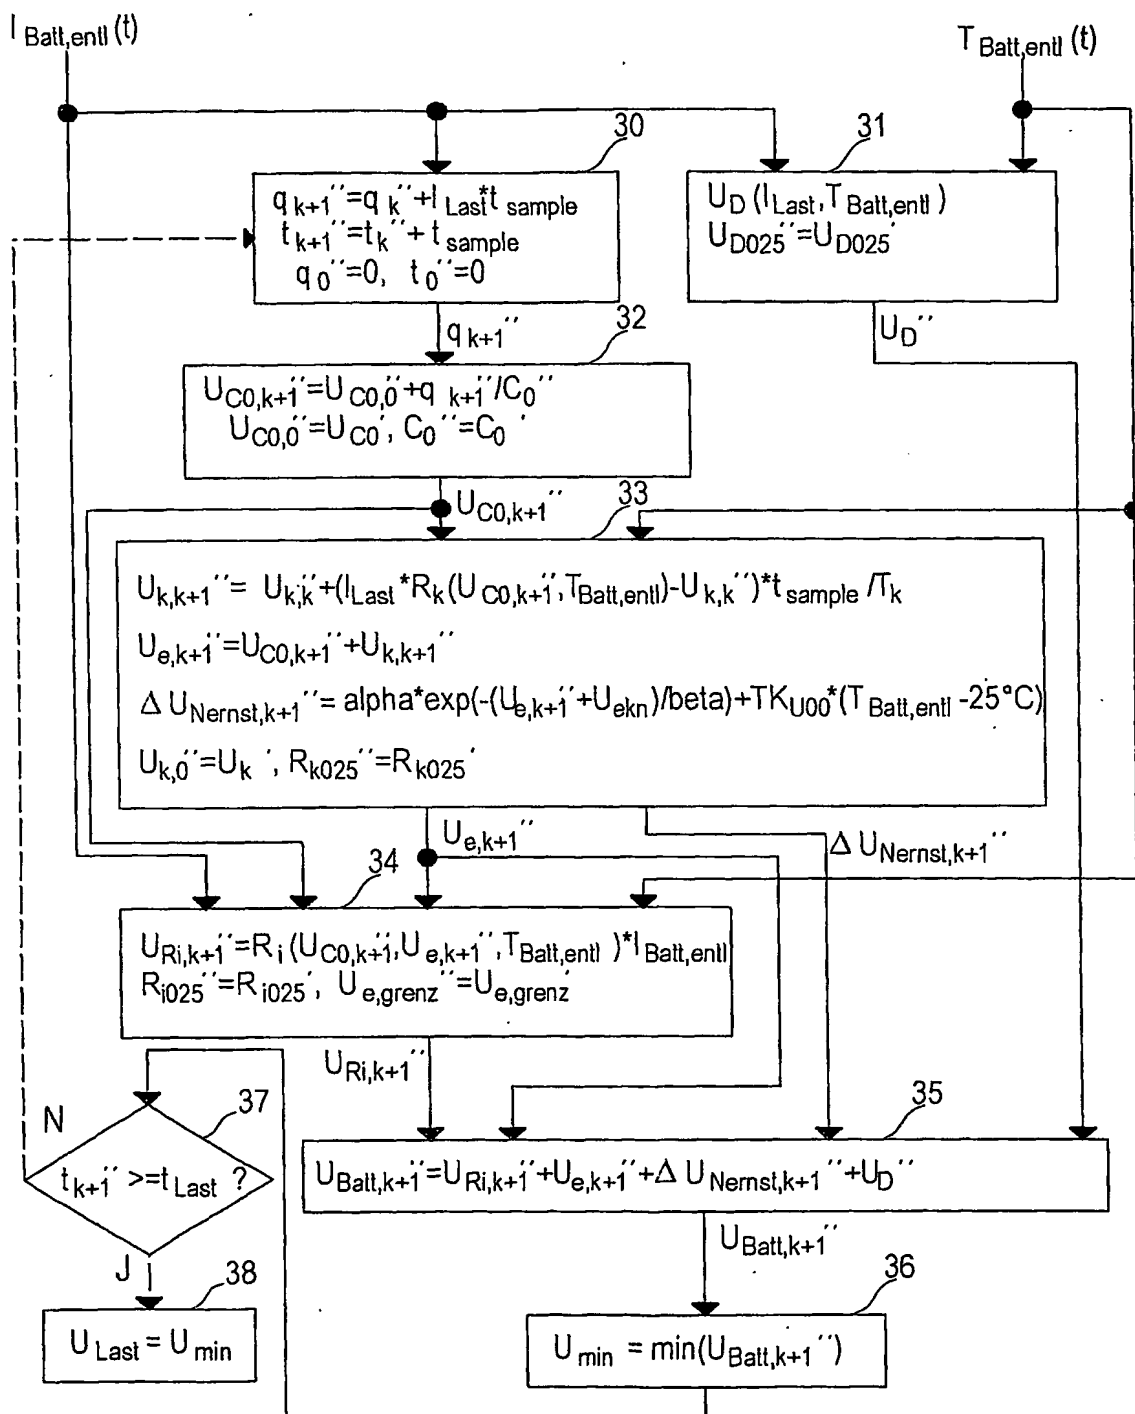 I Batt,entl (t)
T Batt,entl (t)
30
q k+1''=q k''+I Last*t sample
t k+1''=t k''+t sample
q 0''=0, t 0''=0
31
U D (I Last,T Batt,entl)
U D025''=U D025'
q k+1''
U D''
32
U C0,k+1''=U C0,0''+q k+1''/C 0''
U C0,0''=U C0', C 0''=C 0'
U C0,k+1''
33
U k,k+1''= U k,k''+(I Last*R k(U C0,k+1'',T Batt,entl)-U k,k'')*t sample/T k
U e,k+1''=U C0,k+1''+U k,k+1''
Δ U Nernst,k+1''= alpha*exp(-(U e,k+1''+U ekn)/beta)+TK U00*(T Batt,entl -25°C)
U k,0''=U k ', R k025''=R k025'
U e,k+1''
Δ U Nernst,k+1''
34
U Ri,k+1''=R i(U C0,k+1'',U e,k+1'',T Batt,entl )*I Batt,entl
R i025''=R i025', U e,grenz''=U e,grenz'
U Ri,k+1''
35
U Batt,k+1''=U Ri,k+1''+U e,k+1''+Δ U Nernst,k+1''+U D''
U Batt,k+1''
36
U min = min(U Batt,k+1'')
37
N
t k+1'' >=t Last ?
J
38
U Last = U min